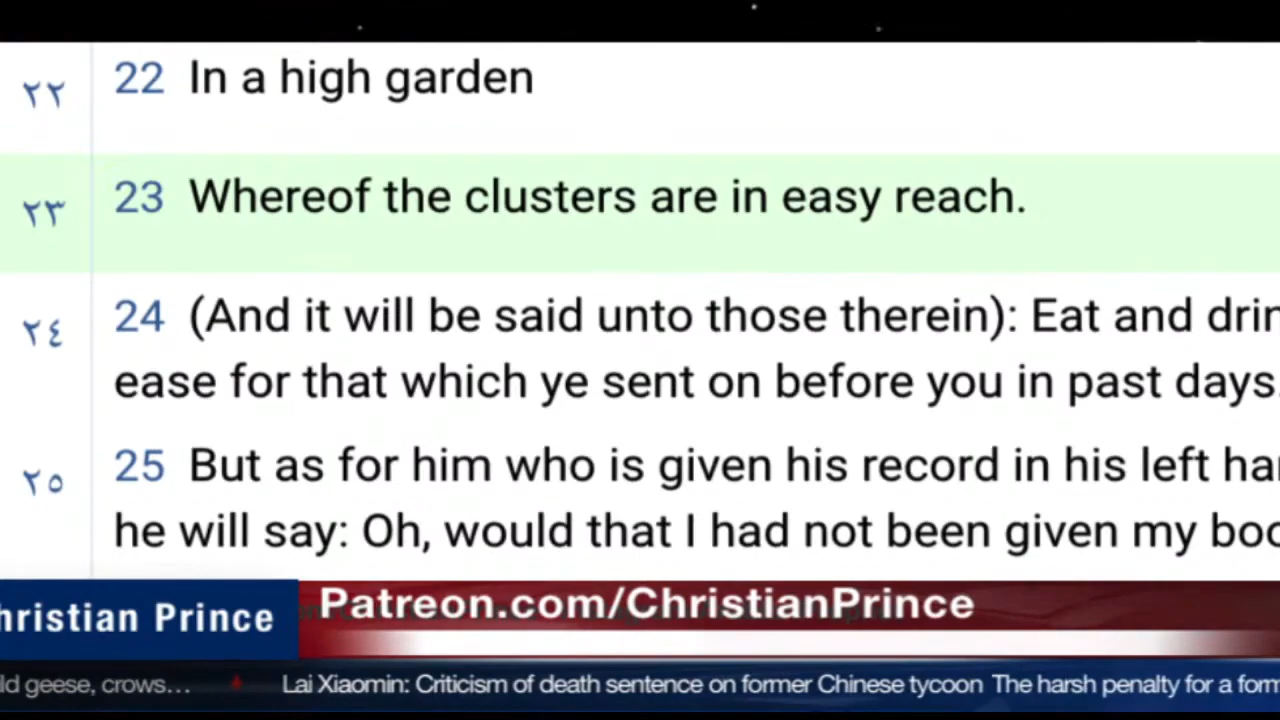 ٢٢ 22 In a high garden
٢٣ 23 Whereof the clusters are in easy reach.
٢٤ 24 (And it will be said unto those therein): Eat and drin
ease for that which ye sent on before you in past days.
٢٥ 25 But as for him who is given his record in his left han
he will say: Oh, would that I had not been given my boo
hristian Prince Patreon.com/ChristianPrince
ld geese, crows... Lai Xiaomin: Criticism of death sentence on former Chinese tycoon The harsh penalty for a form